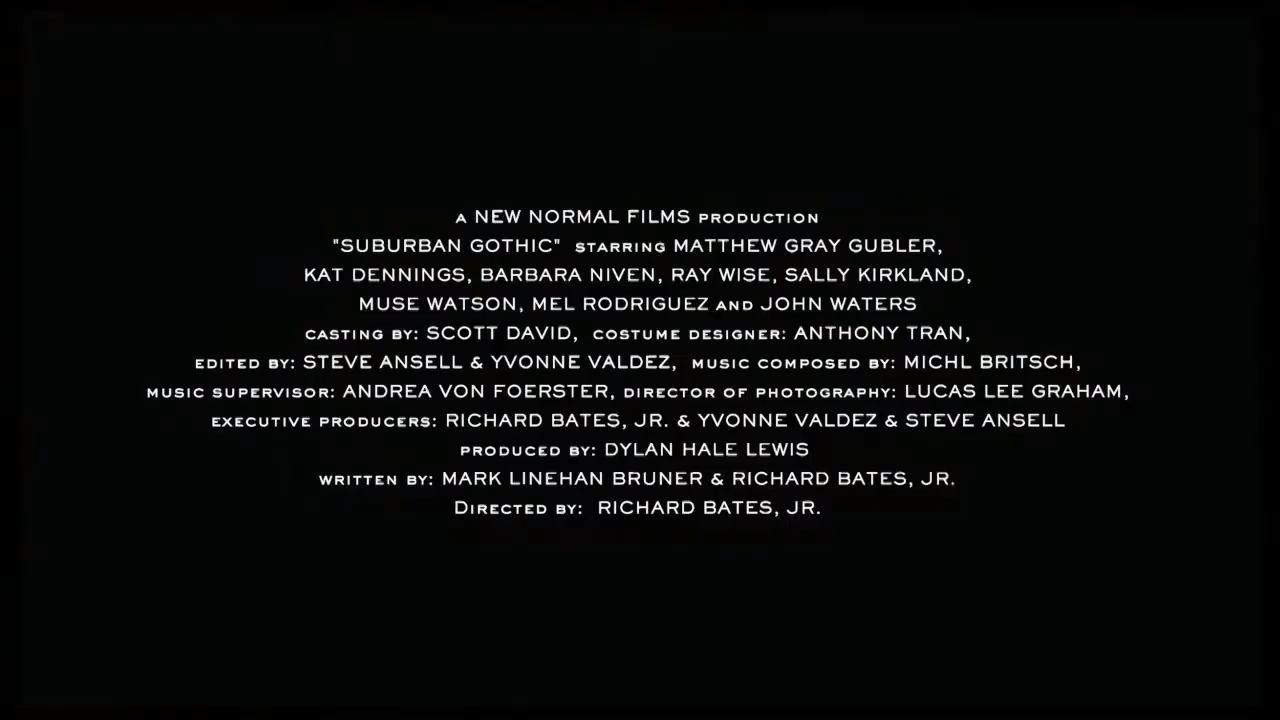 A NEW NORMAL FILMS PRODUCTION
"SUBURBAN GOTHIC" STARRING MATTHEW GRAY GUBLER,
KAT DENNINGS, BARBARA NIVEN, RAY WISE, SALLY KIRKLAND,
MUSE WATSON, MEL RODRIGUEZ AND JOHN WATERS
CASTING BY: SCOTT DAVID, COSTUME DESIGNER: ANTHONY TRAN,
EDITED BY: STEVE ANSELL & YVONNE VALDEZ, MUSIC COMPOSED BY: MICHL BRITSCH,
MUSIC SUPERVISOR: ANDREA VON FOERSTER, DIRECTOR OF PHOTOGRAPHY: LUCAS LEE GRAHAM,
EXECUTIVE PRODUCERS: RICHARD BATES, JR. & YVONNE VALDEZ & STEVE ANSELL
PRODUCED BY: DYLAN HALE LEWIS
WRITTEN BY: MARK LINEHAN BRUNER & RICHARD BATES, JR.
DIRECTED BY: RICHARD BATES, JR.